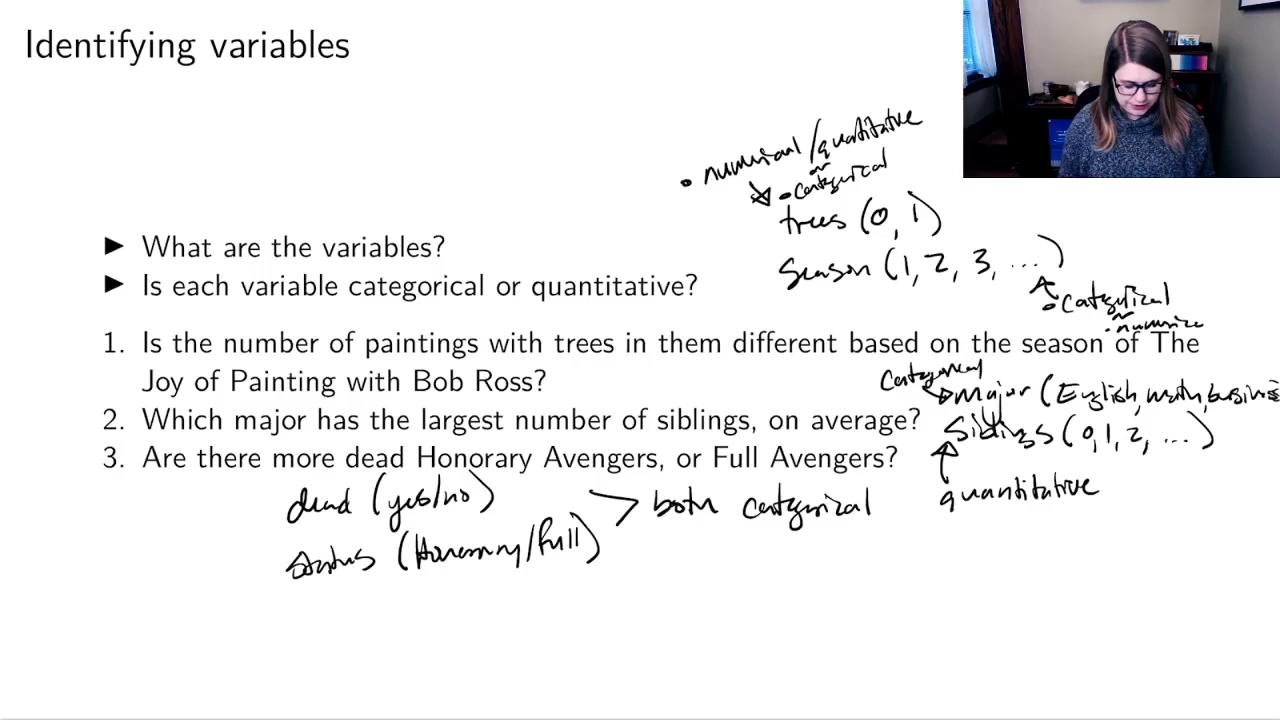 Identifying variables
• numerical/quantitative
or
• categorical
trees (0, 1)
▶ What are the variables?
season (1, 2, 3, ...)
▶ Is each variable categorical or quantitative?
• categorical
or
• numeric
1. Is the number of paintings with trees in them different based on the season of The
Joy of Painting with Bob Ross?
categorical
major (English, math, business
2. Which major has the largest number of siblings, on average?
siblings (0, 1, 2, ...)
3. Are there more dead Honorary Avengers, or Full Avengers?
quantitative
dead (yes/no)
both categorical
status (Honorary/Full)